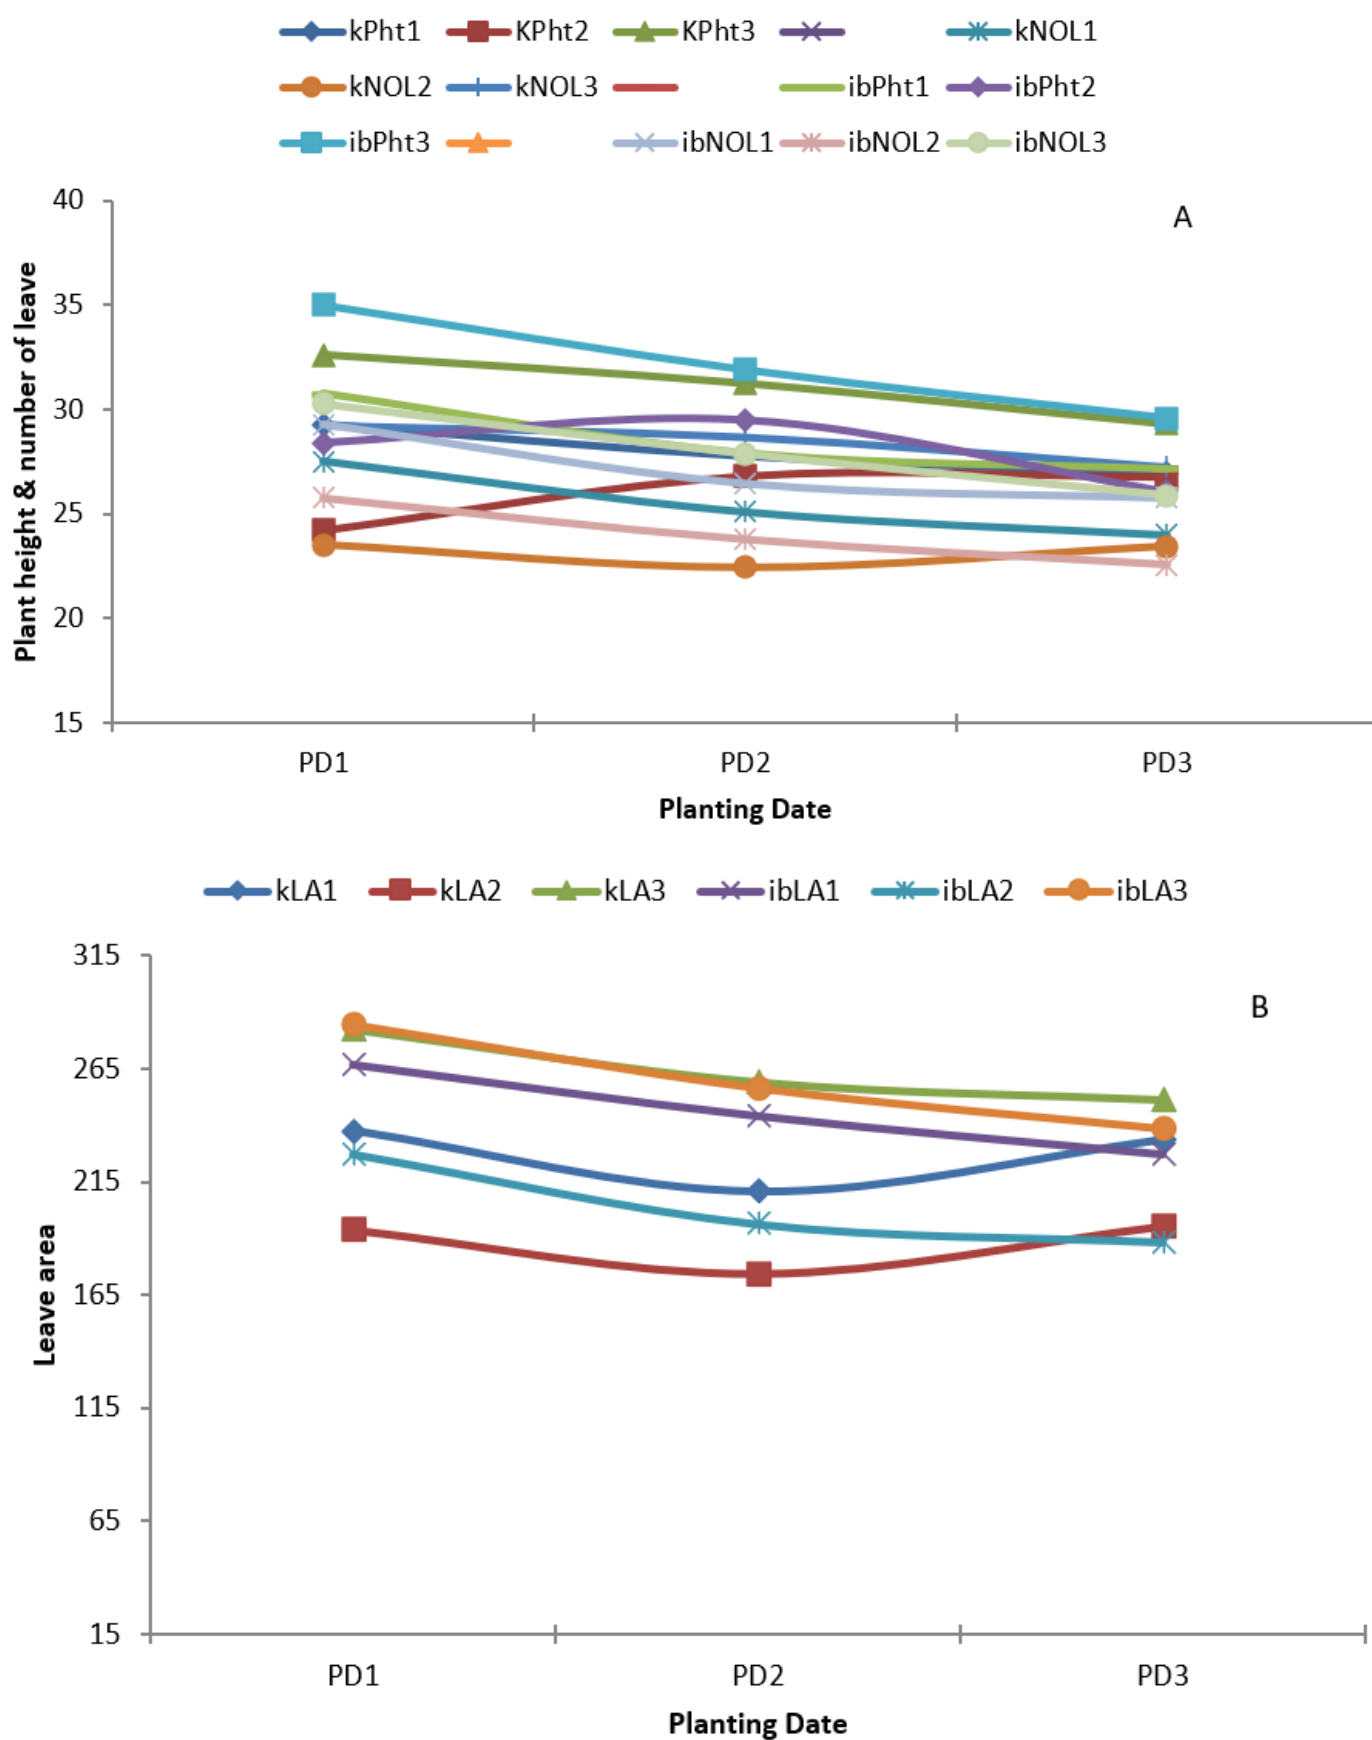 kPht1 KPht2 KPht3 kNOL1
kNOL2 kNOL3 ibPht1 ibPht2
ibPht3 ibNOL1 ibNOL2 ibNOL3
A
Plant height & number of leave
40
35
30
25
20
15
PD1 PD2 PD3
Planting Date
kLA1 kLA2 kLA3 ibLA1 ibLA2 ibLA3
B
Leave area
315
265
215
165
115
65
15
PD1 PD2 PD3
Planting Date